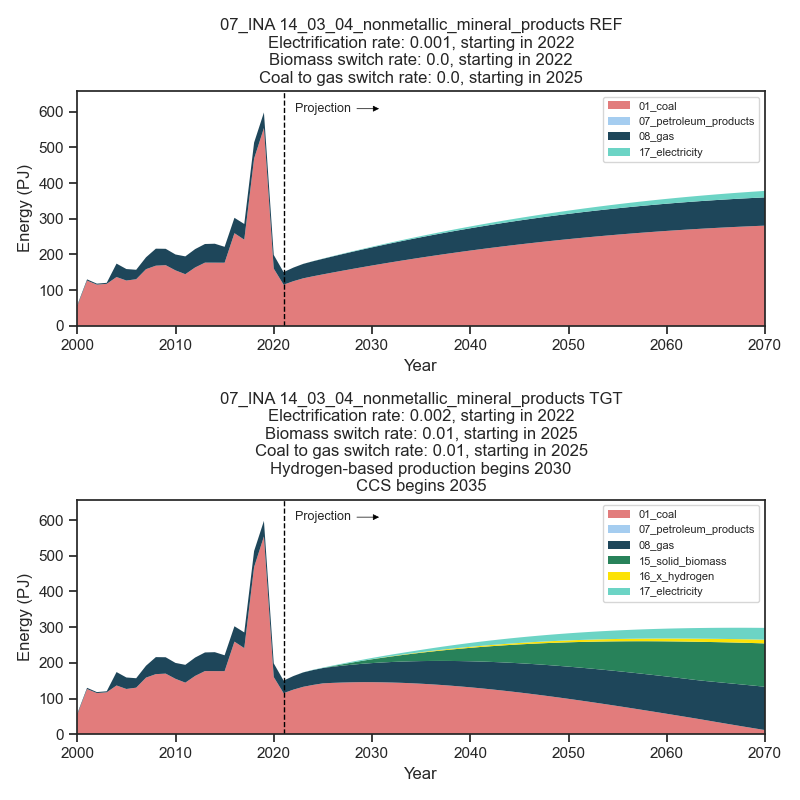 07_INA 14_03_04_nonmetallic_mineral_products REF
Electrification rate: 0.001, starting in 2022
Biomass switch rate: 0.0, starting in 2022
Coal to gas switch rate: 0.0, starting in 2025
Projection
01_coal
07_petroleum_products
08_gas
17_electricity
Energy (PJ)
600
500
400
300
200
100
0
2000 2010 2020 2030 2040 2050 2060 2070
Year
07_INA 14_03_04_nonmetallic_mineral_products TGT
Electrification rate: 0.002, starting in 2022
Biomass switch rate: 0.01, starting in 2025
Coal to gas switch rate: 0.01, starting in 2025
Hydrogen-based production begins 2030
CCS begins 2035
Projection
01_coal
07_petroleum_products
08_gas
15_solid_biomass
16_x_hydrogen
17_electricity
Energy (PJ)
600
500
400
300
200
100
0
2000 2010 2020 2030 2040 2050 2060 2070
Year